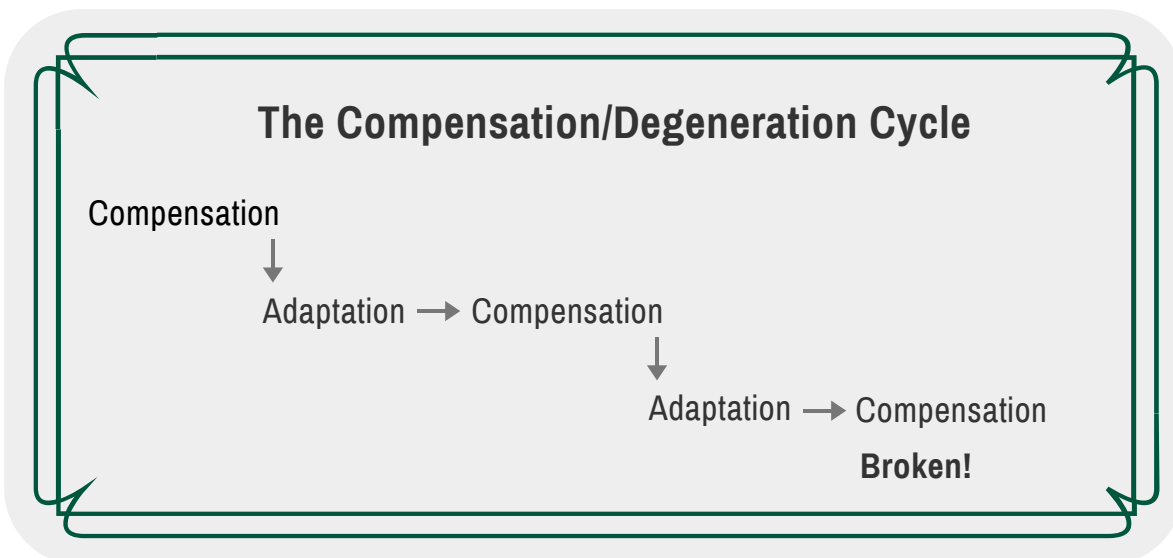 The Compensation/Degeneration Cycle
Compensation
Adaptation Compensation
Adaptation Compensation
Broken!